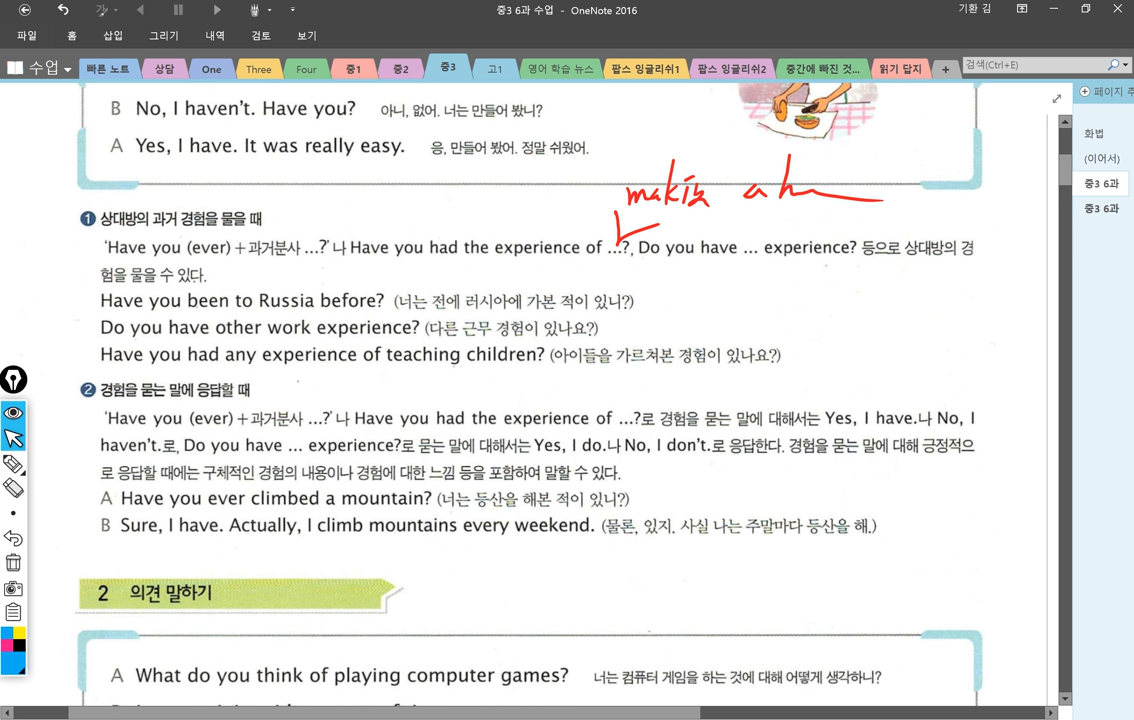 중3 6과 수업 - OneNote 2016
기환 김
파일 홈 삽입 그리기 내역 검토 보기
수업 빠른 노트 상담 One Three Four 중1 중2 중3 고1 영어 학습 뉴스 팝스 잉글리쉬1 팝스 잉글리쉬2 중간에 빠진 것... 읽기 답지 + 검색(Ctrl+E)
페이지 추
화법
(이어서)
중3 6과
중3 6과
B No, I haven't. Have you? 아니, 없어. 너는 만들어 봤니?
A Yes, I have. It was really easy. 응, 만들어 봤어. 정말 쉬웠어.
making a h
1 상대방의 과거 경험을 물을 때
'Have you (ever) + 과거분사 ...?'나 Have you had the experience of ...?, Do you have ... experience? 등으로 상대방의 경
험을 물을 수 있다.
Have you been to Russia before? (너는 전에 러시아에 가본 적이 있니?)
Do you have other work experience? (다른 근무 경험이 있나요?)
Have you had any experience of teaching children? (아이들을 가르쳐본 경험이 있나요?)
2 경험을 묻는 말에 응답할 때
'Have you (ever) + 과거분사 ...?'나 Have you had the experience of ...?로 경험을 묻는 말에 대해서는 Yes, I have.나 No, I
haven't.로, Do you have ... experience?로 묻는 말에 대해서는 Yes, I do.나 No, I don't.로 응답한다. 경험을 묻는 말에 대해 긍정적으
로 응답할 때에는 구체적인 경험의 내용이나 경험에 대한 느낌 등을 포함하여 말할 수 있다.
A Have you ever climbed a mountain? (너는 등산을 해본 적이 있니?)
B Sure, I have. Actually, I climb mountains every weekend. (물론, 있지. 사실 나는 주말마다 등산을 해.)
2 의견 말하기
A What do you think of playing computer games? 너는 컴퓨터 게임을 하는 것에 대해 어떻게 생각하니?